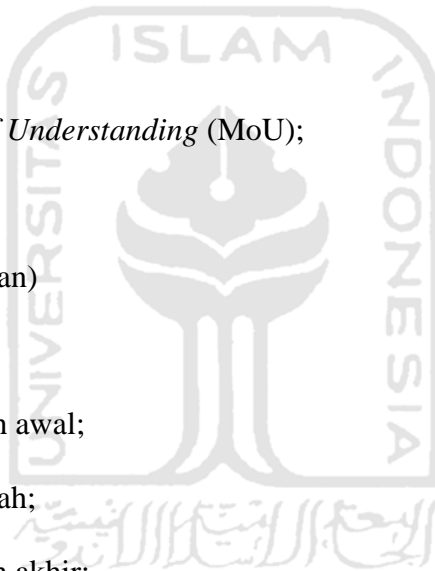 ISLAM
UNIVERSITAS
INDONESIA
Understanding (MoU);
an)
n awal;
ah;
n akhir;